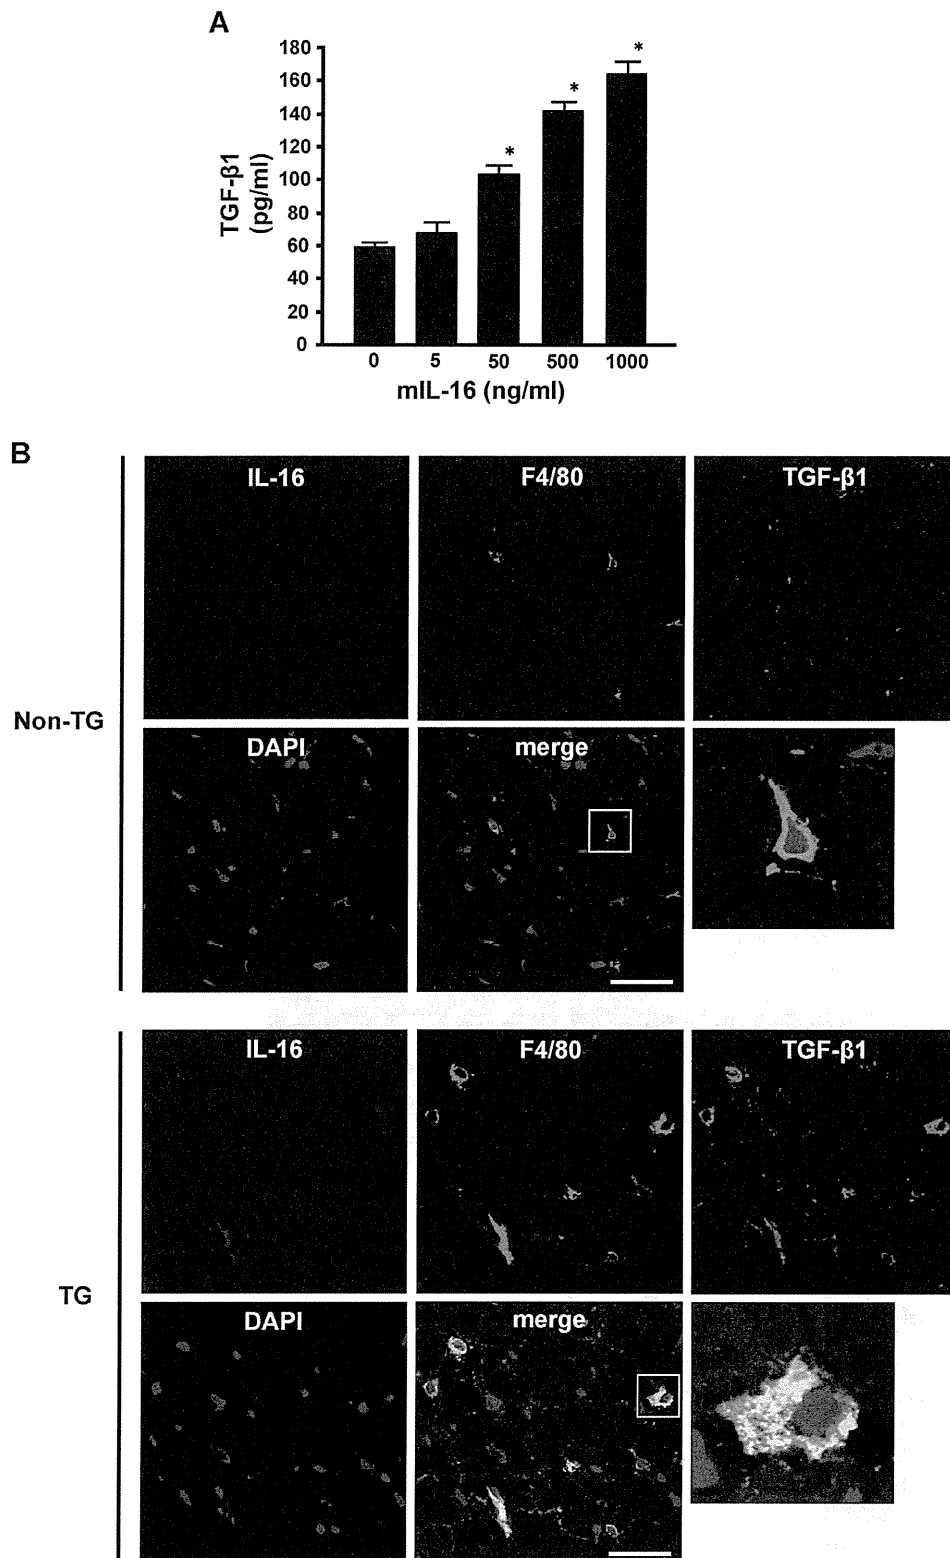 A
180
160
140
120
100
80
60
40
20
0
TGF-β1
(pg/ml)
*
*
*
0 5 50 500 1000
mIL-16 (ng/ml)
B
Non-TG
IL-16 F4/80 TGF-β1
DAPI merge
TG
IL-16 F4/80 TGF-β1
DAPI merge